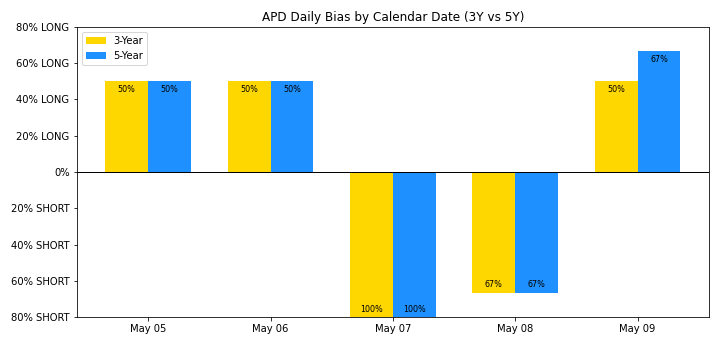 APD Daily Bias by Calendar Date (3Y vs 5Y)
80% LONG
60% LONG
40% LONG
20% LONG
0%
20% SHORT
40% SHORT
60% SHORT
80% SHORT
3-Year
5-Year
50%
50%
50%
50%
100%
100%
67%
67%
50%
67%
May 05
May 06
May 07
May 08
May 09